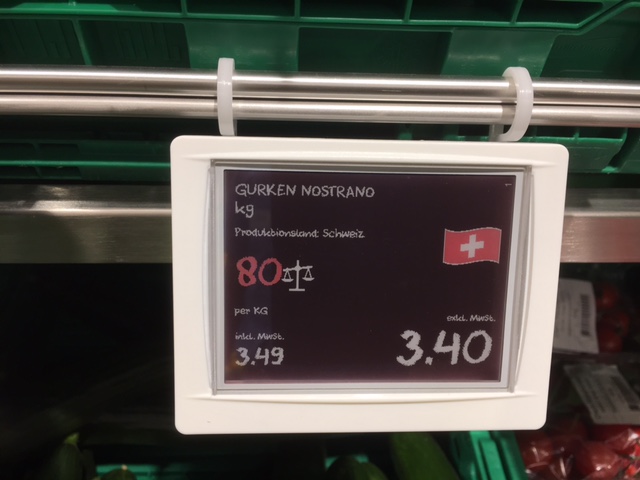 GURKEN NOSTRANO
kg
Produktionsland: Schweiz
80
per KG
inkl. MwSt.
3.49
exkl. MwSt.
3.40